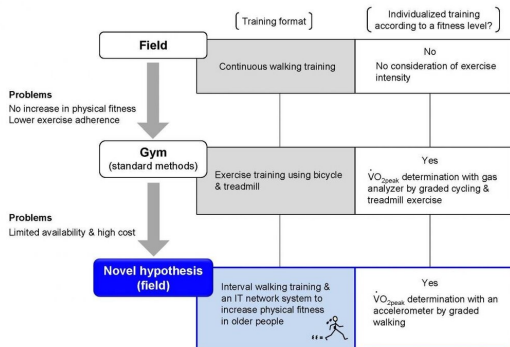 Training format
Individualized training
according to a fitness level?
Field
Continuous walking training
No
No consideration of exercise
intensity
Problems
No increase in physical fitness
Lower exercise adherence
Gym
(standard methods)
Exercise training using bicycle
& treadmill
Yes
V̇O2peak determination with gas
analyzer by graded cycling &
treadmill exercise
Problems
Limited availability & high cost
Novel hypothesis
(field)
Interval walking training &
an IT network system to
increase physical fitness
in older people
Yes
V̇O2peak determination with an
accelerometer by graded
walking